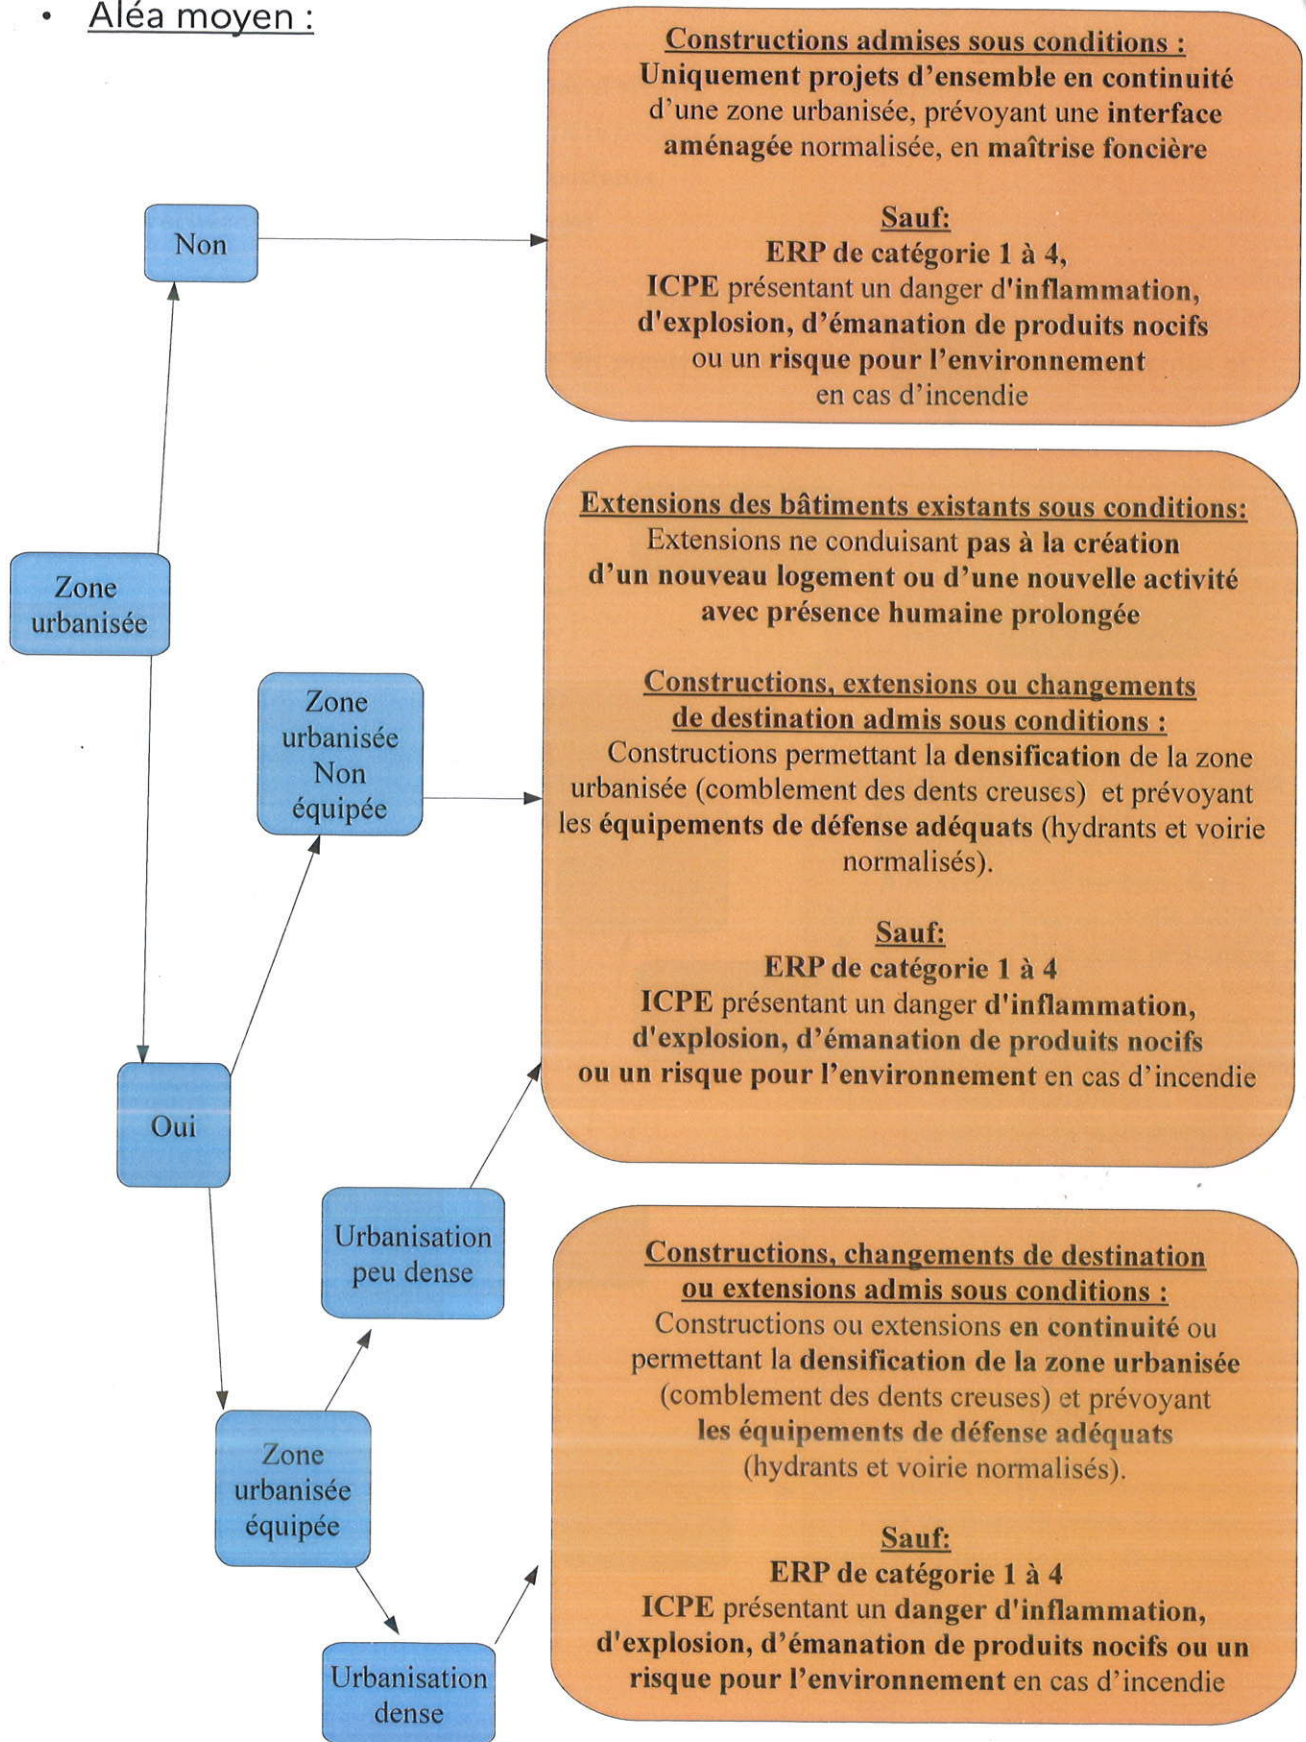 • Aléa moyen :
Constructions admises sous conditions :
Uniquement projets d'ensemble en continuité
d'une zone urbanisée, prévoyant une interface
aménagée normalisée, en maîtrise foncière
Sauf:
ERP de catégorie 1 à 4,
ICPE présentant un danger d'inflammation,
d'explosion, d'émanation de produits nocifs
ou un risque pour l'environnement
en cas d'incendie
Non
Zone
urbanisée
Extensions des bâtiments existants sous conditions:
Extensions ne conduisant pas à la création
d'un nouveau logement ou d'une nouvelle activité
avec présence humaine prolongée
Constructions, extensions ou changements
de destination admis sous conditions :
Constructions permettant la densification de la zone
urbanisée (comblement des dents creuses) et prévoyant
les équipements de défense adéquats (hydrants et voirie
normalisés).
Sauf:
ERP de catégorie 1 à 4
ICPE présentant un danger d'inflammation,
d'explosion, d'émanation de produits nocifs
ou un risque pour l'environnement en cas d'incendie
Zone
urbanisée
Non
équipée
Oui
Urbanisation
peu dense
Constructions, changements de destination
ou extensions admis sous conditions :
Constructions ou extensions en continuité ou
permettant la densification de la zone urbanisée
(comblement des dents creuses) et prévoyant
les équipements de défense adéquats
(hydrants et voirie normalisés).
Sauf:
ERP de catégorie 1 à 4
ICPE présentant un danger d'inflammation,
d'explosion, d'émanation de produits nocifs ou un
risque pour l'environnement en cas d'incendie
Zone
urbanisée
équipée
Urbanisation
dense